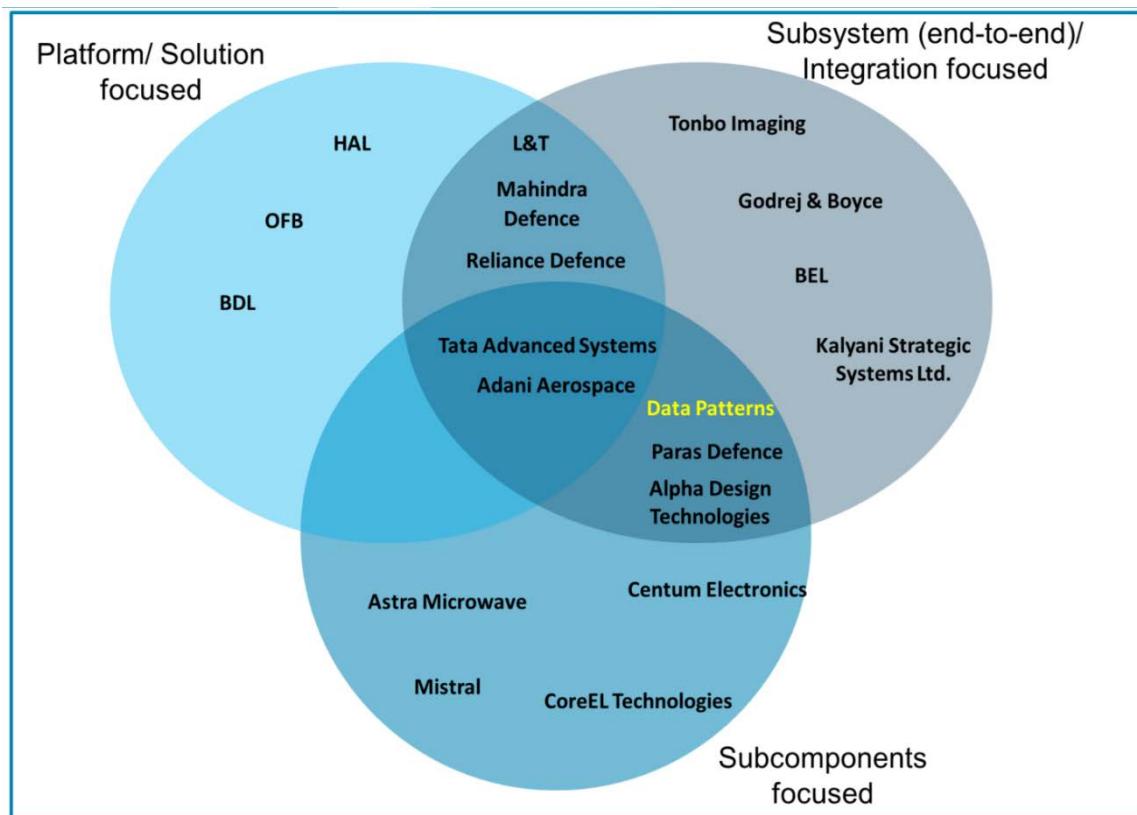 Platform/ Solution
focused
Subsystem (end-to-end)/
Integration focused
HAL
OFB
BDL
L&T
Mahindra
Defence
Reliance Defence
Tonbo Imaging
Godrej & Boyce
BEL
Kalyani Strategic
Systems Ltd.
Tata Advanced Systems
Adani Aerospace
Data Patterns
Paras Defence
Alpha Design
Technologies
Astra Microwave
Centum Electronics
Mistral
CoreEL Technologies
Subcomponents
focused